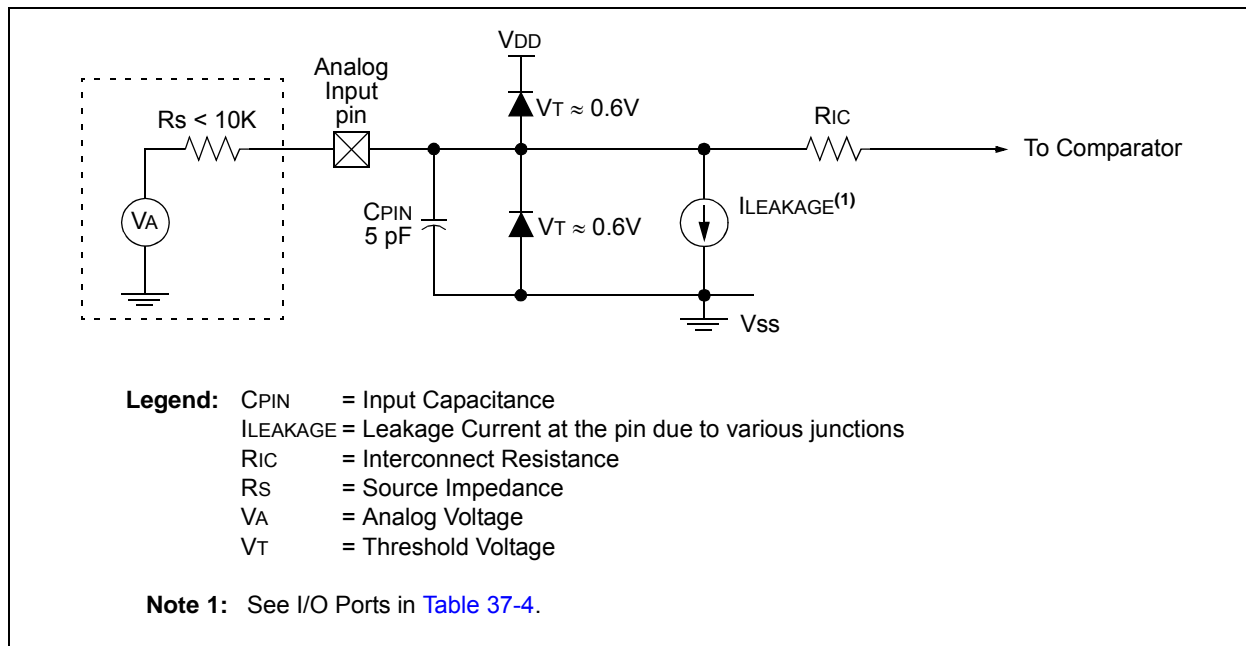 VDD
Analog
Input
pin
Rs < 10K
VT ≈ 0.6V
RIC
To Comparator
VA
CPIN
5 pF
VT ≈ 0.6V
ILEAKAGE(1)
Vss
Legend: CPIN = Input Capacitance
ILEAKAGE = Leakage Current at the pin due to various junctions
RIC = Interconnect Resistance
RS = Source Impedance
VA = Analog Voltage
VT = Threshold Voltage
Note 1: See I/O Ports in Table 37-4.